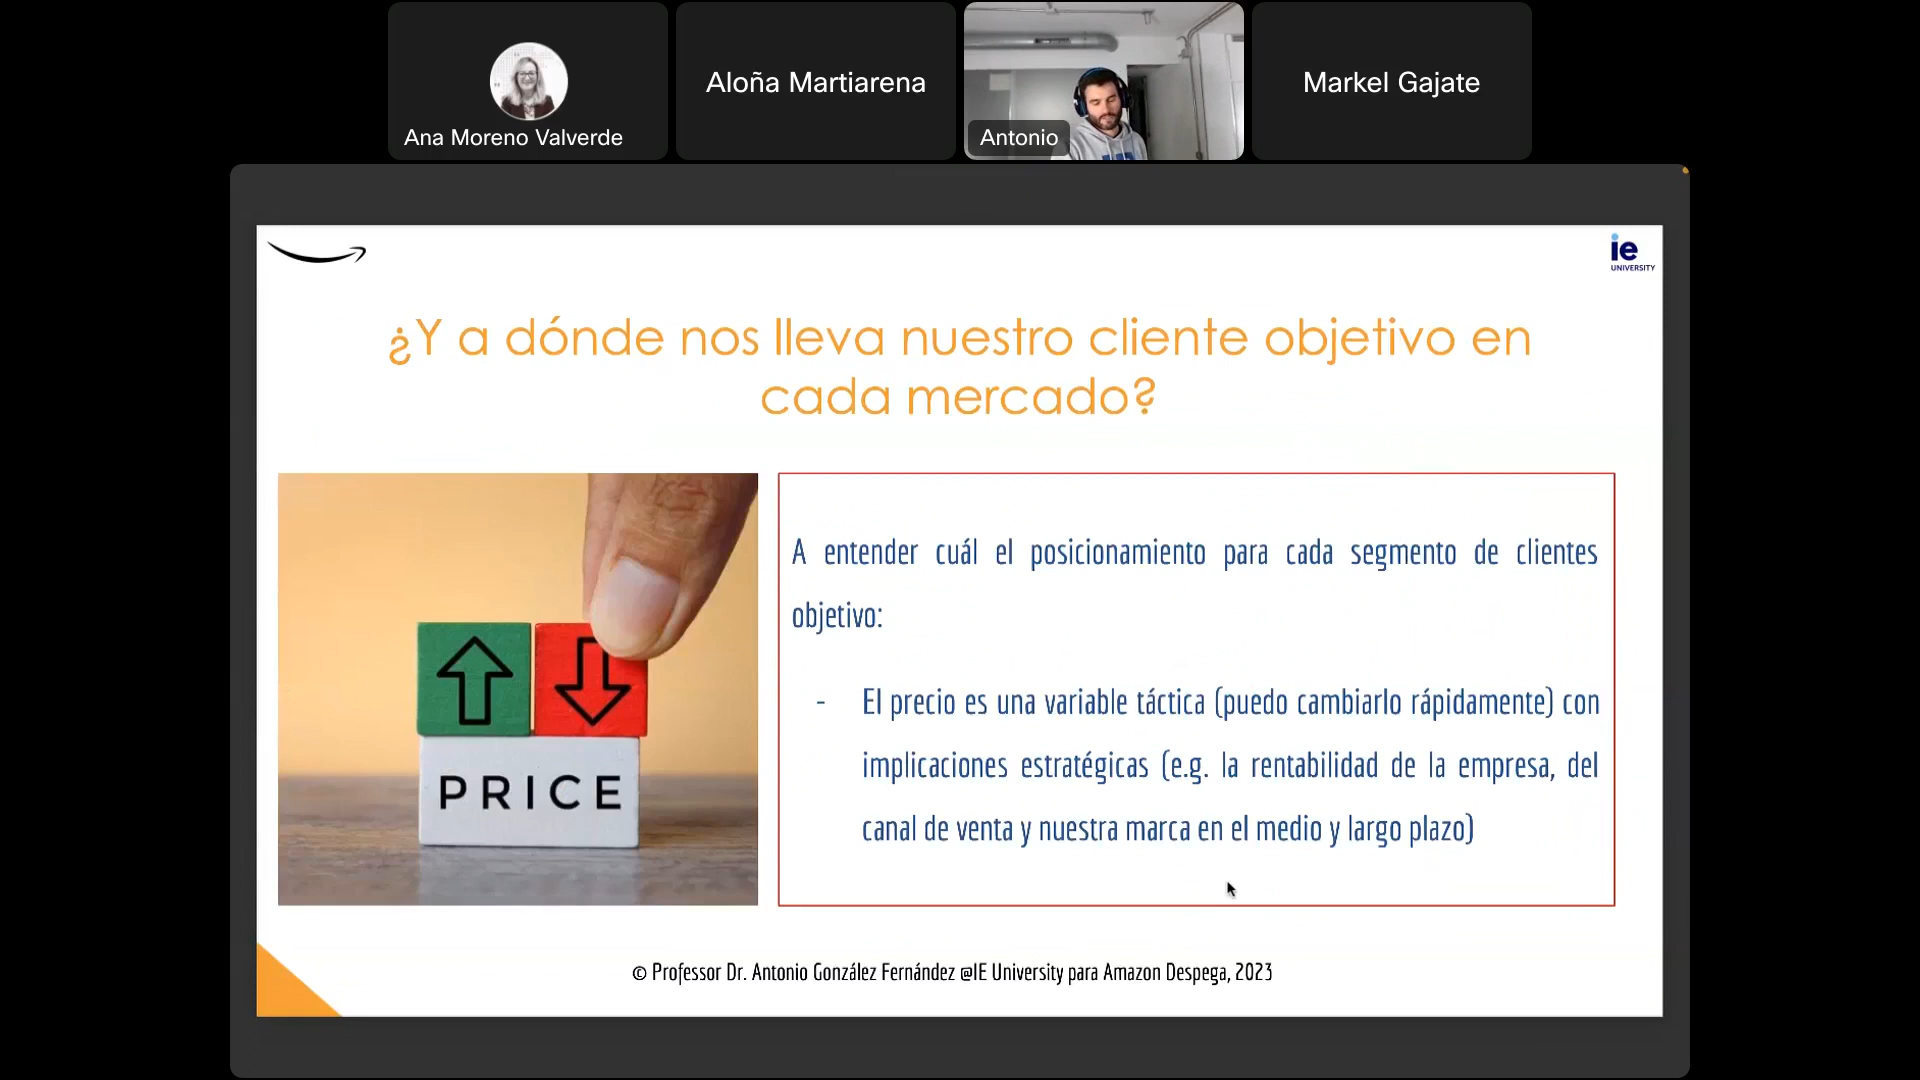 Ana Moreno Valverde
Aloña Martiarena
Antonio
Markel Gajate
ie
UNIVERSITY
¿Y a dónde nos lleva nuestro cliente objetivo en
cada mercado?
PRICE
A entender cuál el posicionamiento para cada segmento de clientes
objetivo:
- El precio es una variable táctica (puedo cambiarlo rápidamente) con
implicaciones estratégicas (e.g. la rentabilidad de la empresa, del
canal de venta y nuestra marca en el medio y largo plazo)
© Professor Dr. Antonio González Fernández @IE University para Amazon Despega, 2023